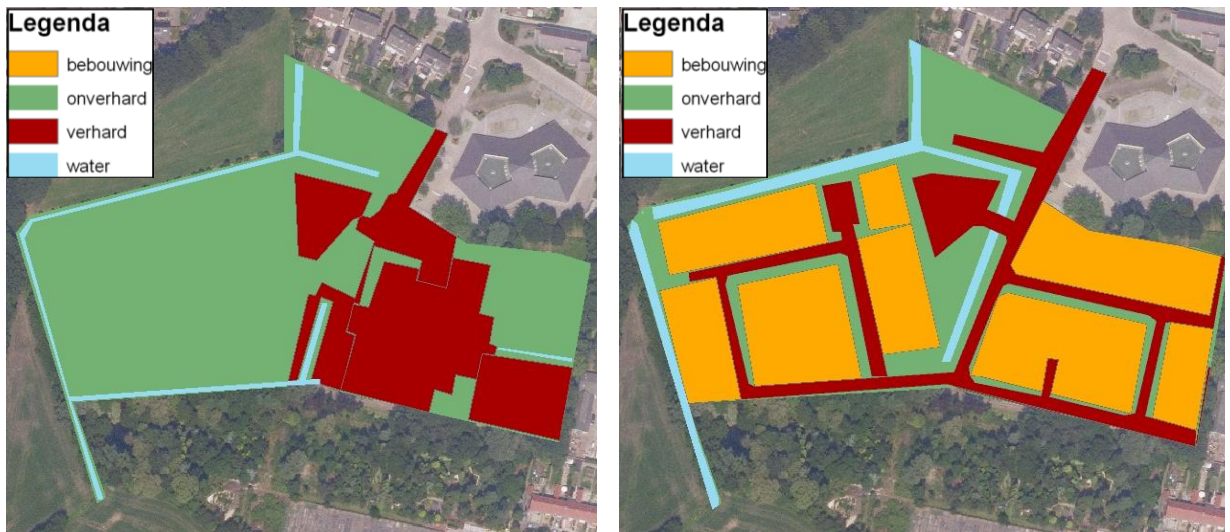 Legenda
bebouwing
onverhard
verhard
water
Legenda
bebouwing
onverhard
verhard
water